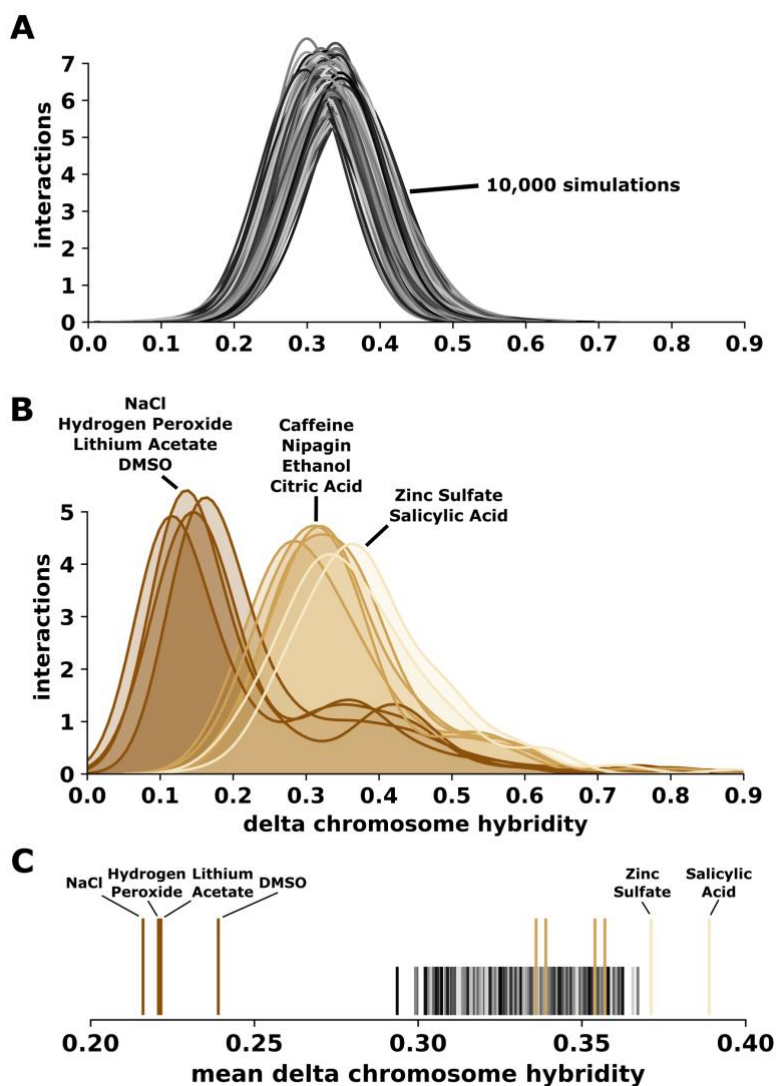 A
7
6
5
4
3
2
1
0
interactions
10,000 simulations
0.0 0.1 0.2 0.3 0.4 0.5 0.6 0.7 0.8 0.9
B
NaCl
Hydrogen Peroxide
Lithium Acetate
DMSO
Caffeine
Nipagin
Ethanol
Citric Acid
Zinc Sulfate
Salicylic Acid
5
4
3
2
1
0
interactions
0.0 0.1 0.2 0.3 0.4 0.5 0.6 0.7 0.8 0.9
delta chromosome hybridity
C
NaCl
Hydrogen
Peroxide
Lithium
Acetate
DMSO
Zinc
Sulfate
Salicylic
Acid
0.20 0.25 0.30 0.35 0.40
mean delta chromosome hybridity